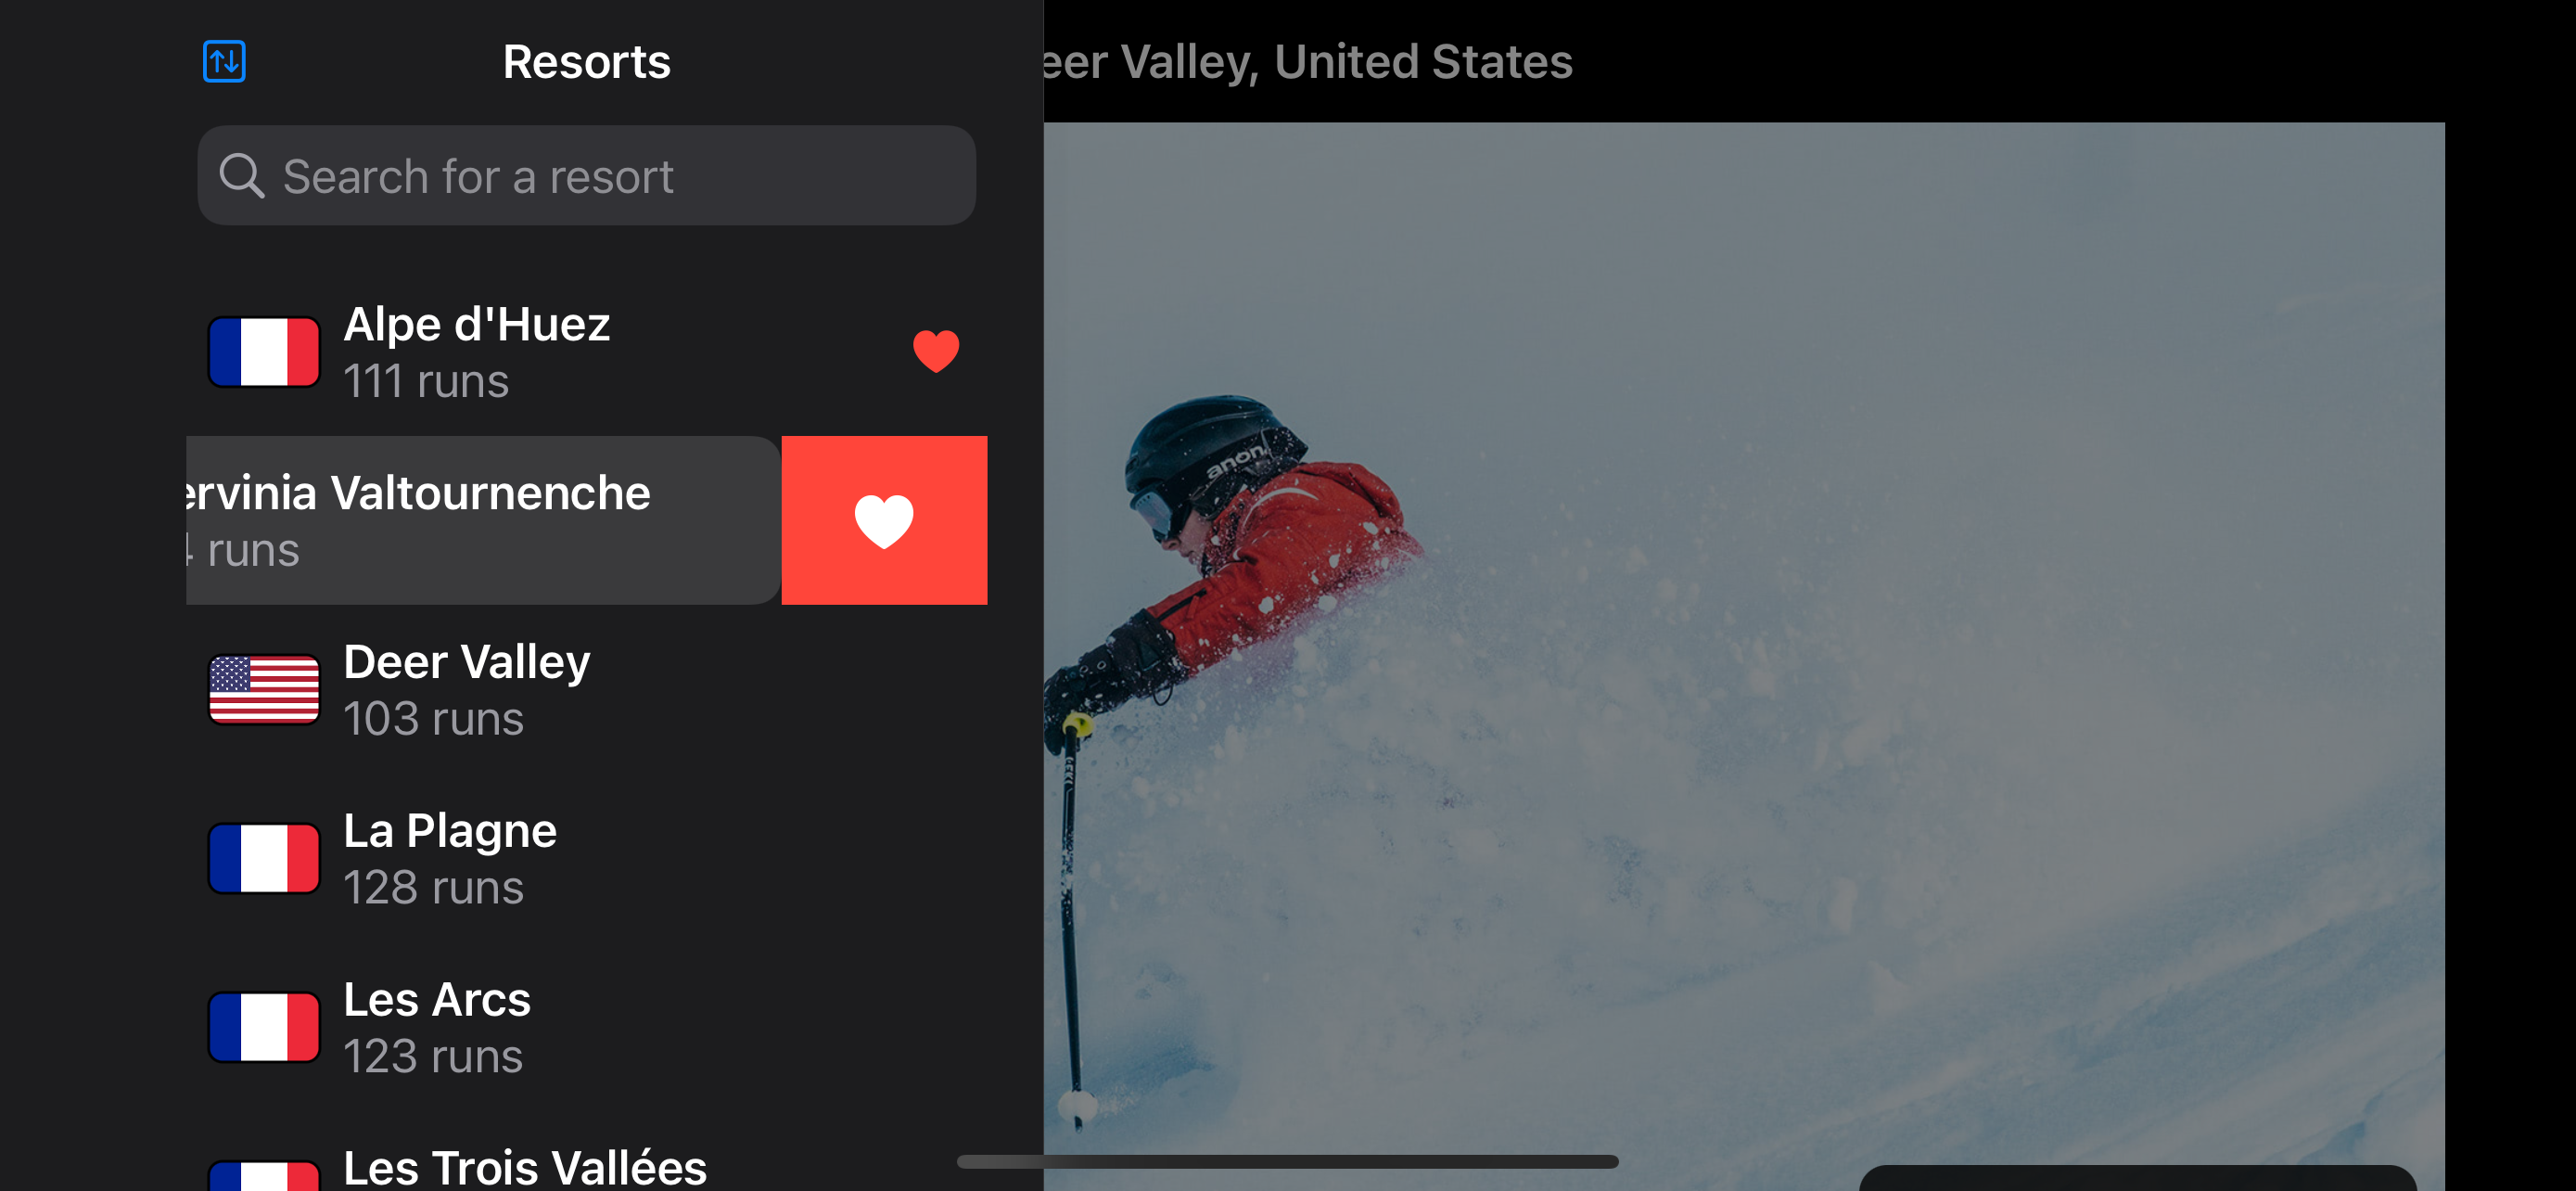 Resorts
eer Valley, United States
Search for a resort
Alpe d'Huez
111 runs
ervinia Valtournenche
4 runs
Deer Valley
103 runs
La Plagne
128 runs
Les Arcs
123 runs
Les Trois Vallées
anon